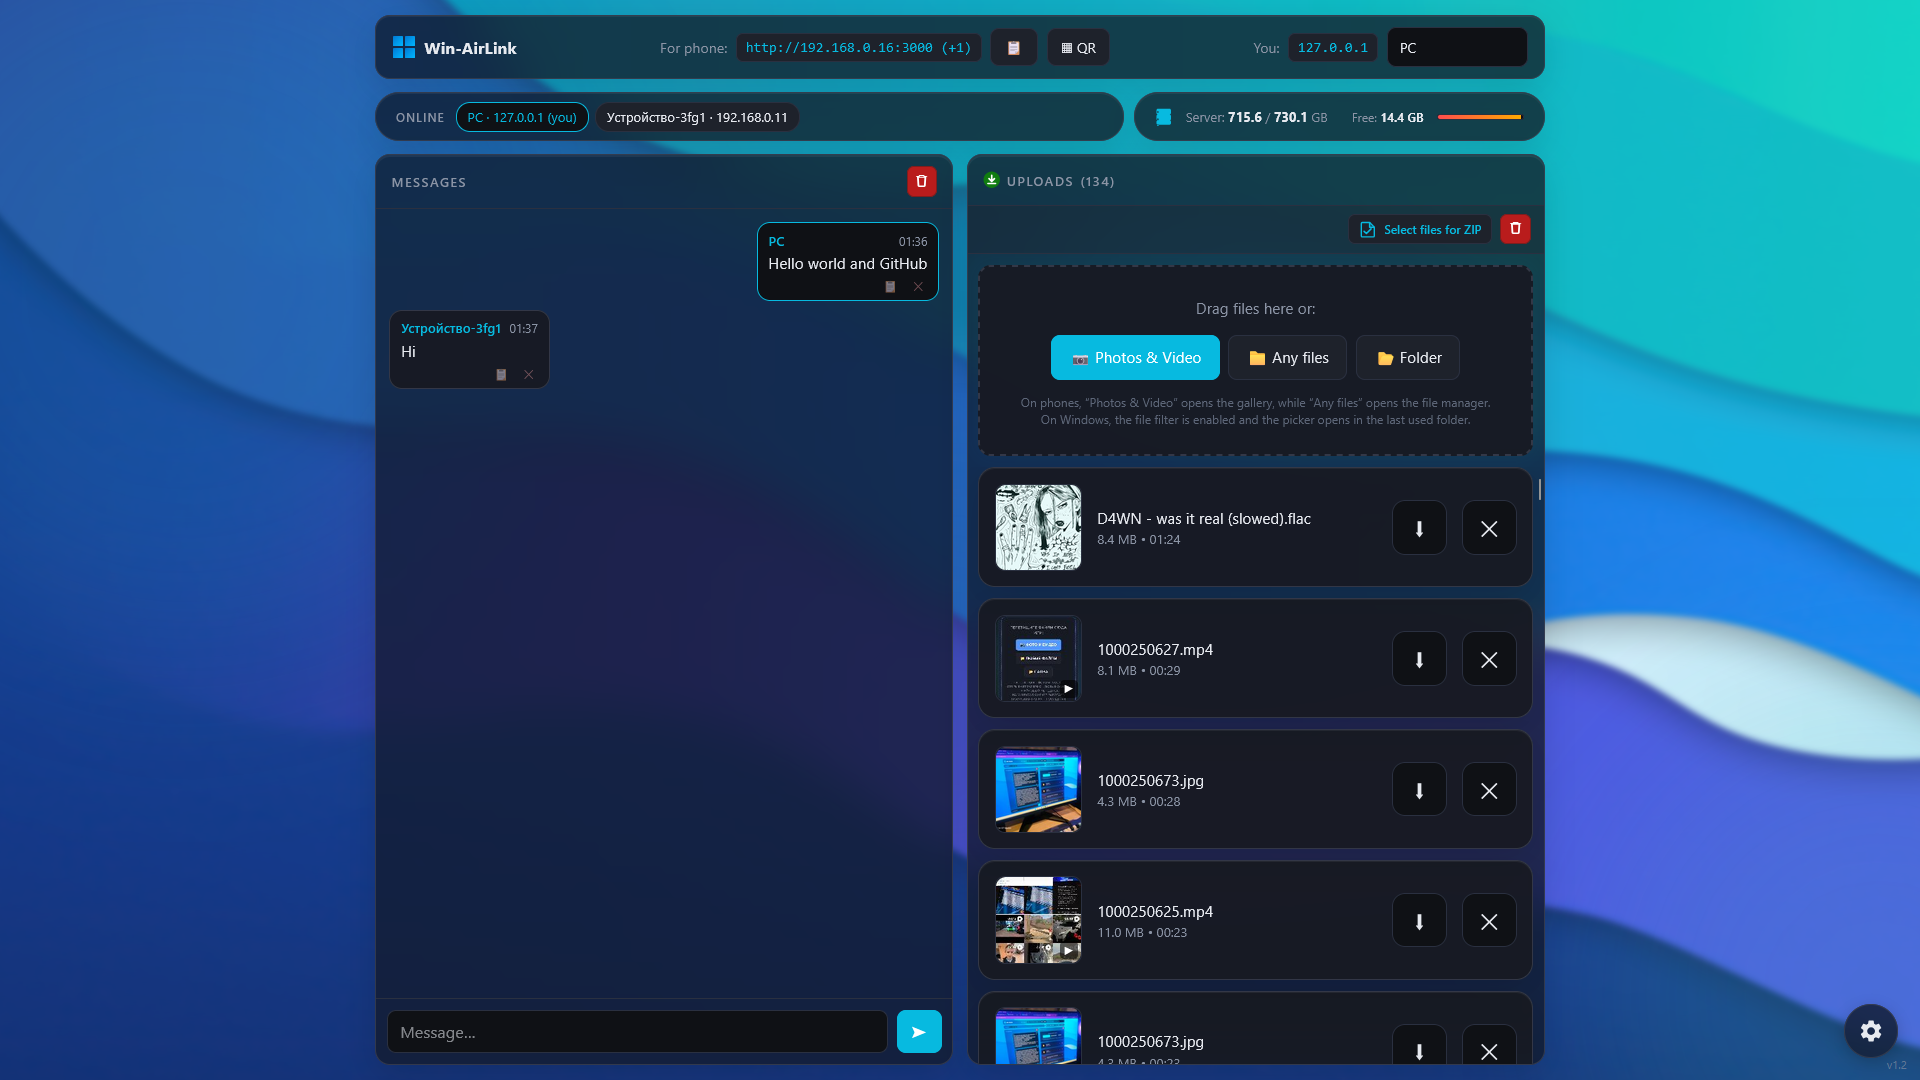 Win-AirLink
For phone: http://192.168.0.16:3000 (+1) QR
You: 127.0.0.1 PC
ONLINE PC · 127.0.0.1 (you) Устройство-3fg1 · 192.168.0.11
Server: 715.6 / 730.1 GB Free: 14.4 GB
MESSAGES
PC 01:36
Hello world and GitHub
Устройство-3fg1 01:37
Hi
Message...
UPLOADS (134)
Select files for ZIP
Drag files here or:
Photos & Video Any files Folder
On phones, “Photos & Video” opens the gallery, while “Any files” opens the file manager.
On Windows, the file filter is enabled and the picker opens in the last used folder.
D4WN - was it real (slowed).flac
8.4 MB • 01:24
1000250627.mp4
8.1 MB • 00:29
1000250673.jpg
4.3 MB • 00:28
1000250625.mp4
11.0 MB • 00:23
1000250673.jpg
4.3 MB • 00:23
v1.2